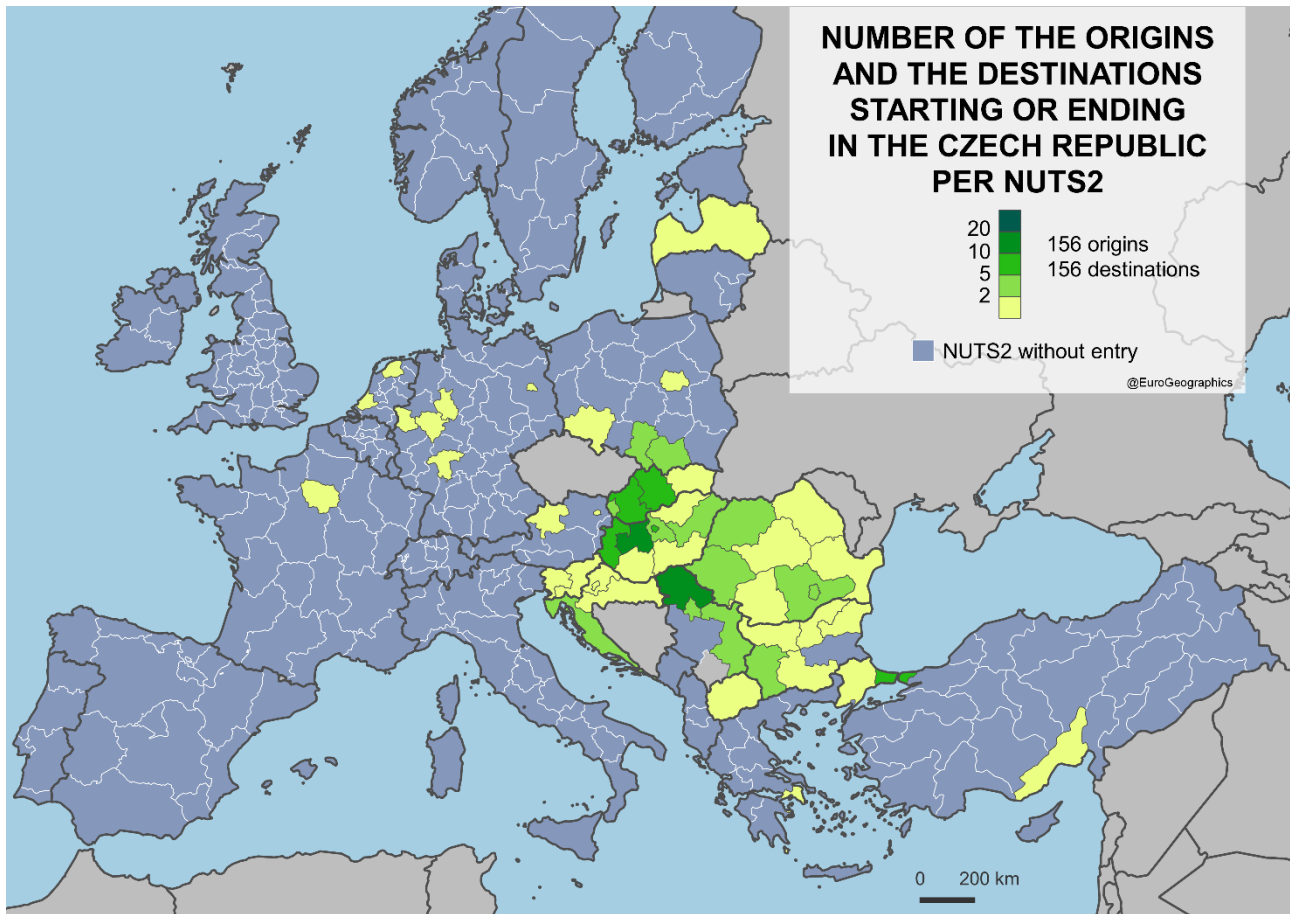 NUMBER OF THE ORIGINS
AND THE DESTINATIONS
STARTING OR ENDING
IN THE CZECH REPUBLIC
PER NUTS2
20
10
5
2
156 origins
156 destinations
NUTS2 without entry
@EuroGeographics
0 200 km